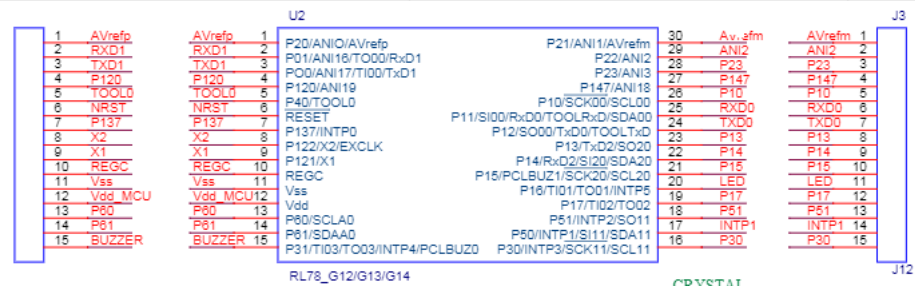 U2 J3
1 AVrefp AVrefp 1 P20/ANIO/AVrefp P21/ANI1/AVrefm 30 AVrefm AVrefm 1
2 RXD1 RXD1 2 P01/ANI16/TO00/RxD1 P22/ANI2 29 ANI2 ANI2 2
3 TXD1 TXD1 3 PO0/ANI17/TI00/TxD1 P23/ANI3 28 P23 P23 3
4 P120 P120 4 P120/ANI19 P147/ANI18 27 P147 P147 4
5 TOOL0 TOOL0 5 P40/TOOL0 P10/SCK00/SCL00 26 P10 P10 5
6 NRST NRST 6 RESET P11/SI00/RxD0/TOOLRxD/SDA00 25 RXD0 RXD0 6
7 P137 P137 7 P137/INTP0 P12/SO00/TxD0/TOOLTxD 24 TXD0 TXD0 7
8 X2 X2 8 P122/X2/EXCLK P13/TxD2/SO20 23 P13 P13 8
9 X1 X1 9 P121/X1 P14/RxD2/SI20/SDA20 22 P14 P14 9
10 REGC REGC 10 REGC P15/PCLBUZ1/SCK20/SCL20 21 P15 P15 10
11 Vss Vss 11 Vss P16/TI01/TO01/INTP5 20 LED LED 11
12 Vdd_MCU Vdd_MCU 12 Vdd P17/TI02/TO02 19 P17 P17 12
13 P60 P60 13 P60/SCLA0 P51/INTP2/SO11 18 P51 P51 13
14 P61 P61 14 P61/SDAA0 P50/INTP1/SI11/SDA11 17 INTP1 INTP1 14
15 BUZZER BUZZER 15 P31/TI03/TO03/INTP4/PCLBUZ0 P30/INTP3/SCK11/SCL11 16 P30 P30 15
RL78_G12/G13/G14 J12
CRYSTAL